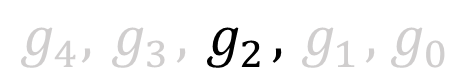 g₄, g₃, g₂, g₁, g₀